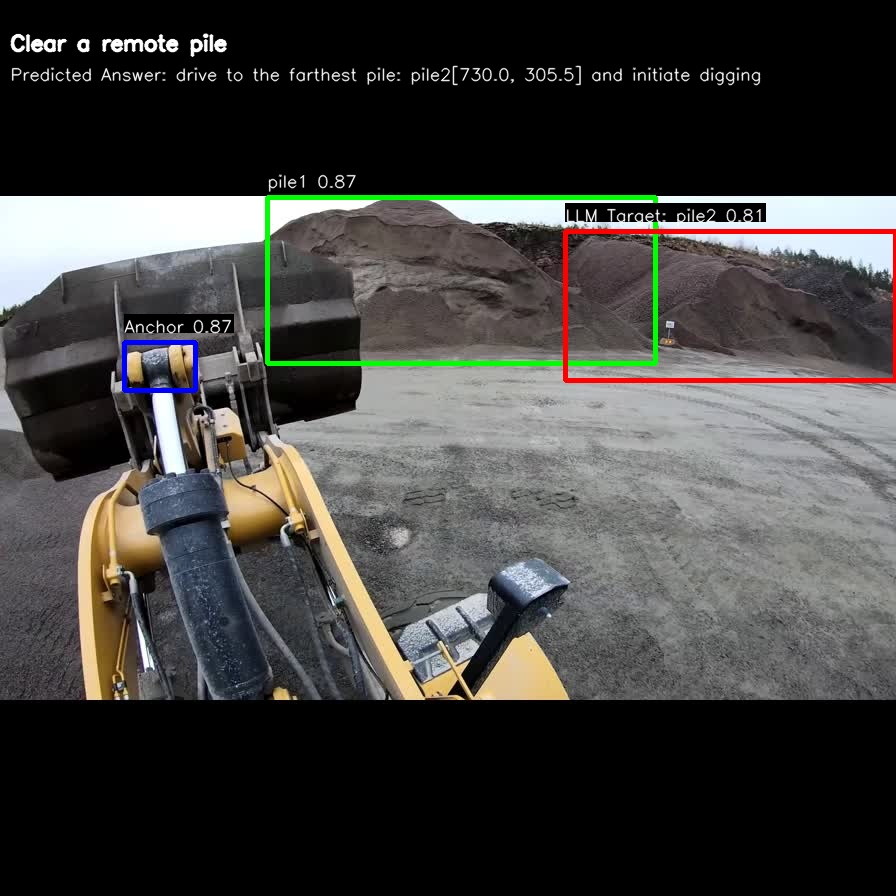 Clear a remote pile
Predicted Answer: drive to the farthest pile: pile2[730.0, 305.5] and initiate digging
pile1 0.87
LLM Target: pile2 0.81
Anchor 0.87